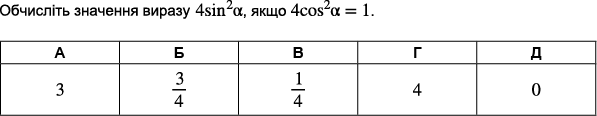 Обчисліть значення виразу 4sin²α, якщо 4cos²α = 1.
А Б В Г Д
3 3/4 1/4 4 0